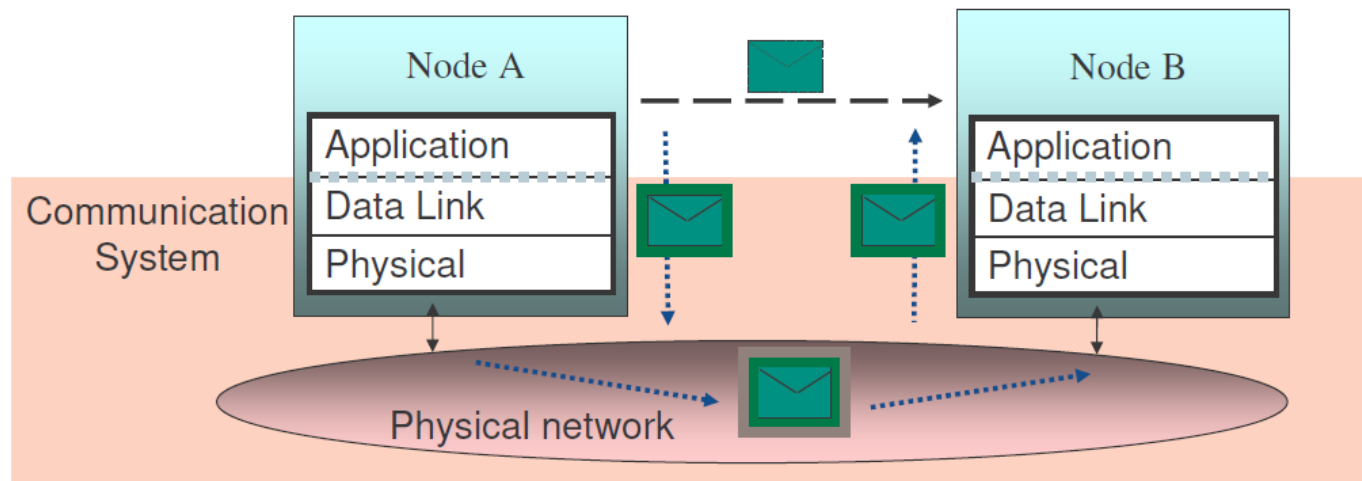 Node A
Node B
Application
Data Link
Physical
Application
Data Link
Physical
Communication
System
Physical network